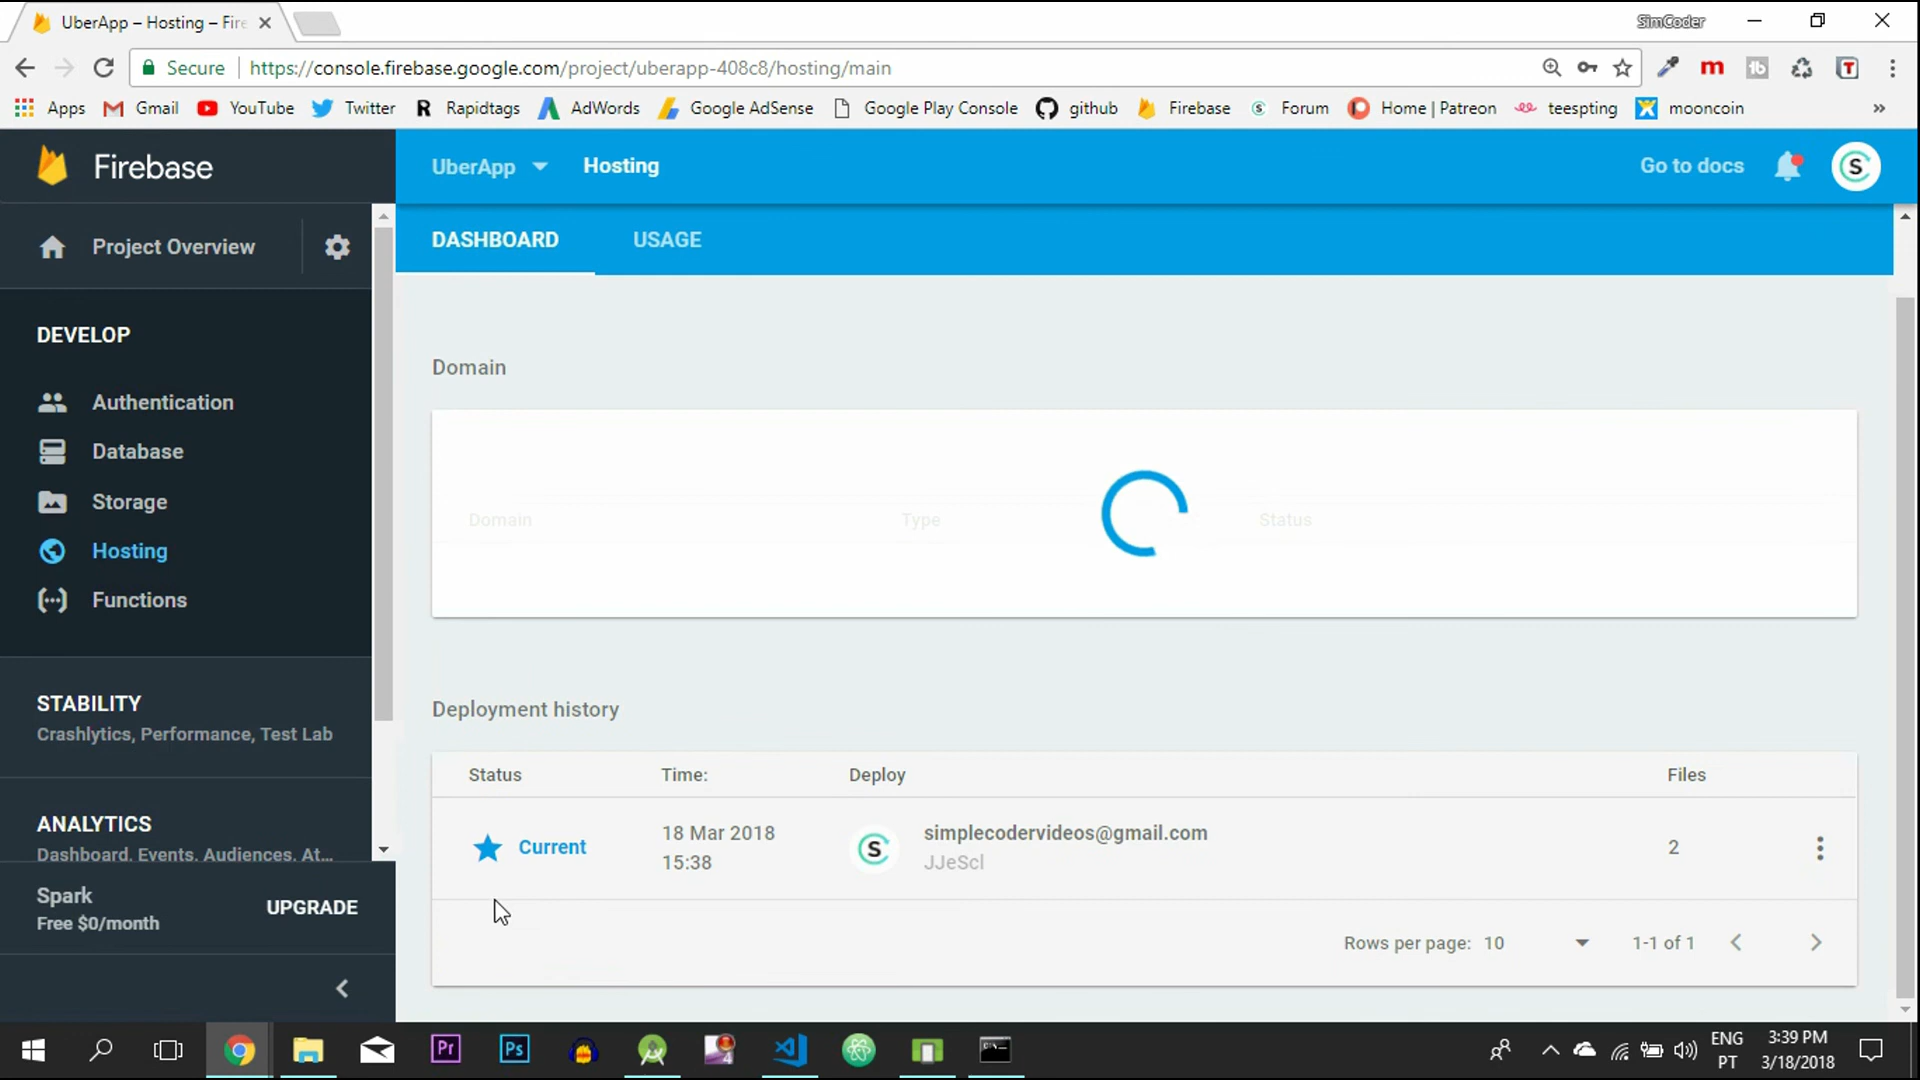 UberApp – Hosting – Fire
SimCoder
Secure https://console.firebase.google.com/project/uberapp-408c8/hosting/main
Apps Gmail YouTube Twitter Rapidtags AdWords Google AdSense Google Play Console github Firebase Forum Home | Patreon teespting mooncoin »
Firebase
UberApp Hosting Go to docs
Project Overview
DASHBOARD USAGE
DEVELOP
Authentication
Database
Storage
Hosting
Functions
STABILITY
Crashlytics, Performance, Test Lab
ANALYTICS
Dashboard, Events, Audiences, At...
Spark
Free $0/month
UPGRADE
Domain
Domain Type Status
Deployment history
Status Time: Deploy Files
Current 18 Mar 2018 15:38 simplecodervideos@gmail.com 2
Rows per page: 10 1-1 of 1
Pr Ps
ENG
PT
3:39 PM
3/18/2018